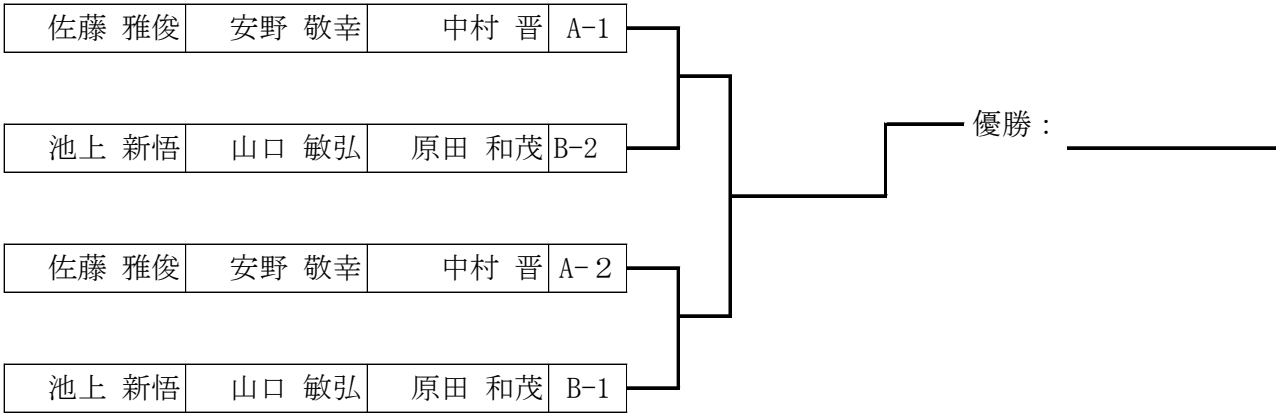 佐藤 雅俊 安野 敬幸 中村 晋 A-1
優勝：
池上 新悟 山口 敏弘 原田 和茂 B-2
佐藤 雅俊 安野 敬幸 中村 晋 A-２
池上 新悟 山口 敏弘 原田 和茂 B-1